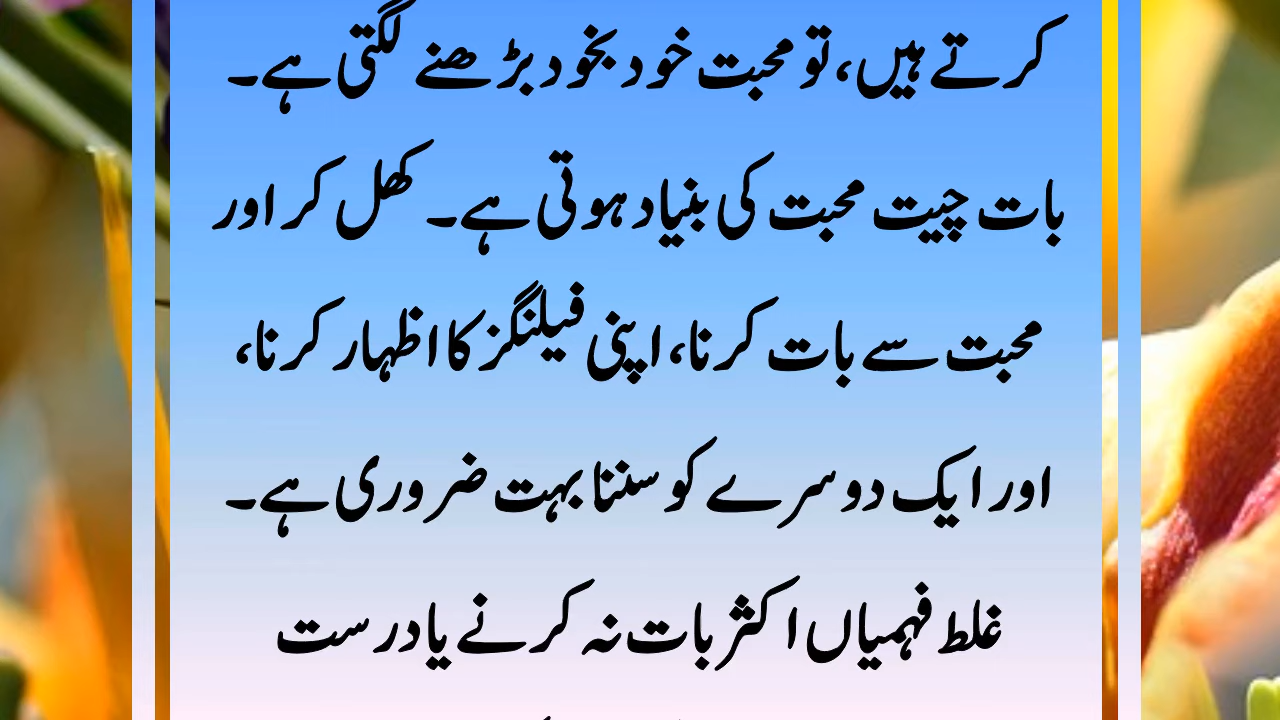 کرتے ہیں، تو محبت خود بخود بڑھنے لگتی ہے۔
بات چیت محبت کی بنیاد ہوتی ہے۔ کھل کر اور
محبت سے بات کرنا، اپنی فیلنگز کا اظہار کرنا،
اور ایک دوسرے کو سننا بہت ضروری ہے۔
غلط فہمیاں اکثر بات نہ کرنے یا درست